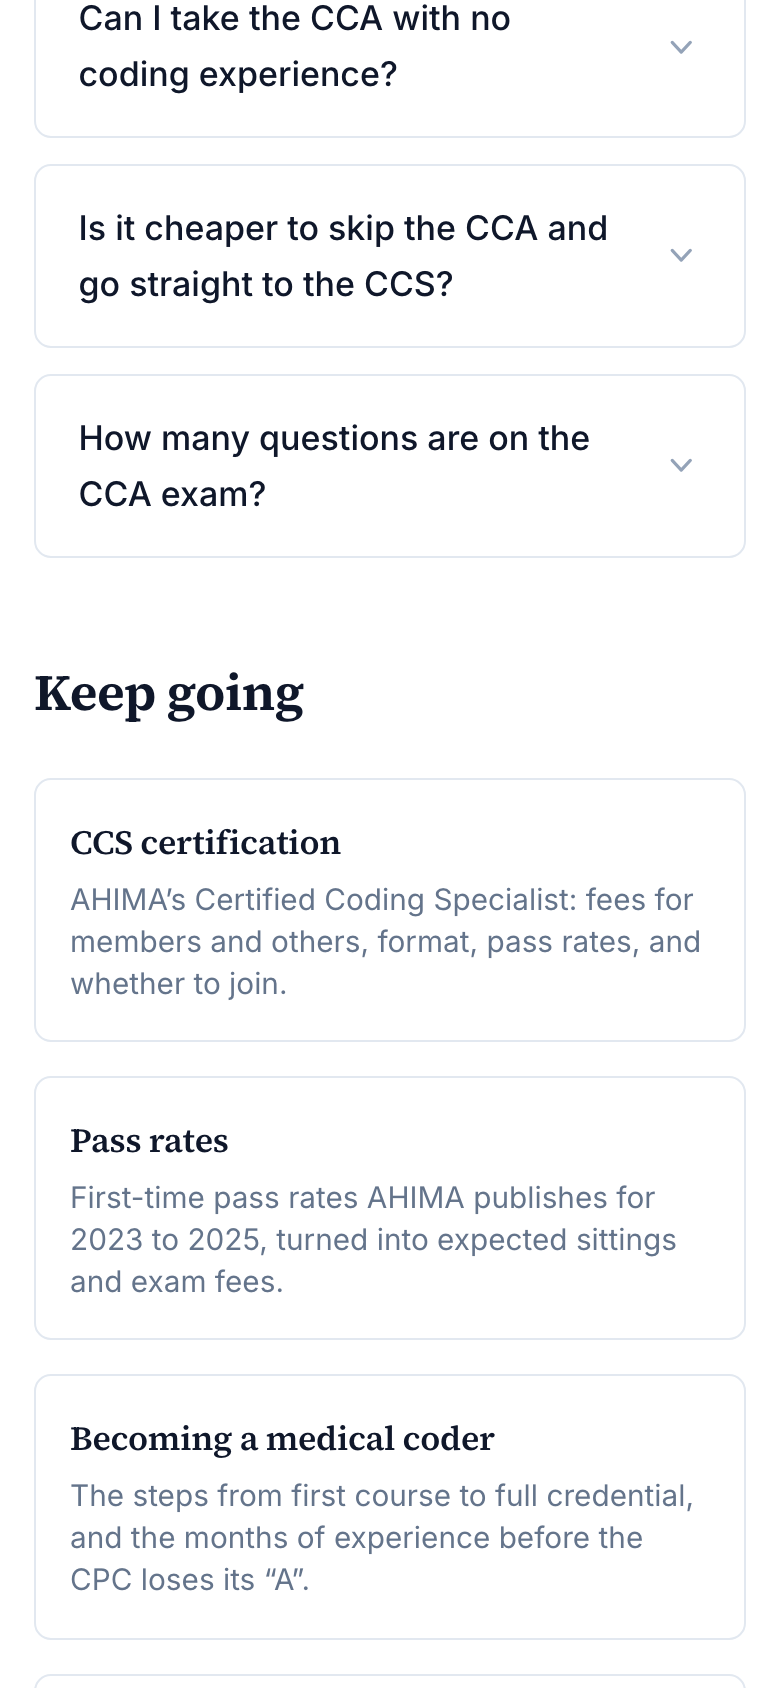 Can I take the CCA with no
coding experience?
Is it cheaper to skip the CCA and
go straight to the CCS?
How many questions are on the
CCA exam?
Keep going
CCS certification
AHIMA’s Certified Coding Specialist: fees for
members and others, format, pass rates, and
whether to join.
Pass rates
First-time pass rates AHIMA publishes for
2023 to 2025, turned into expected sittings
and exam fees.
Becoming a medical coder
The steps from first course to full credential,
and the months of experience before the
CPC loses its “A”.